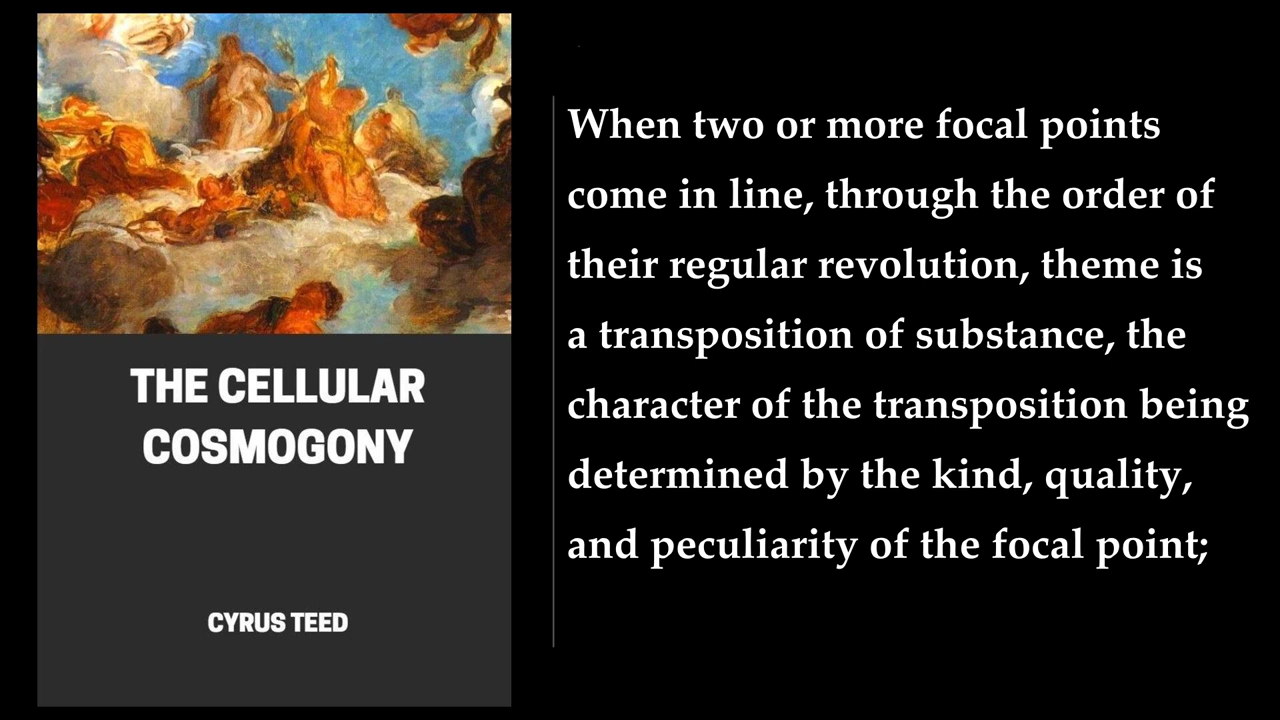 THE CELLULAR
COSMOGONY
CYRUS TEED
When two or more focal points
come in line, through the order of
their regular revolution, theme is
a transposition of substance, the
character of the transposition being
determined by the kind, quality,
and peculiarity of the focal point;